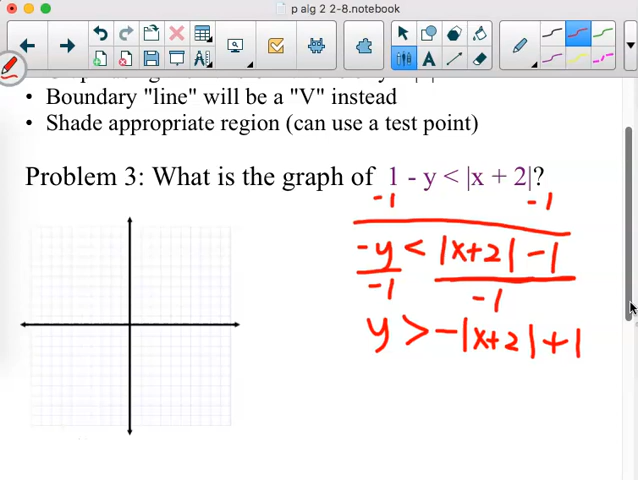 p alg 2 2-8.notebook
• Boundary "line" will be a "V" instead
• Shade appropriate region (can use a test point)
Problem 3: What is the graph of 1 - y < |x + 2|?
-1 -1
-y < |x+2| -1
-1 -1
y > -|x+2| +1